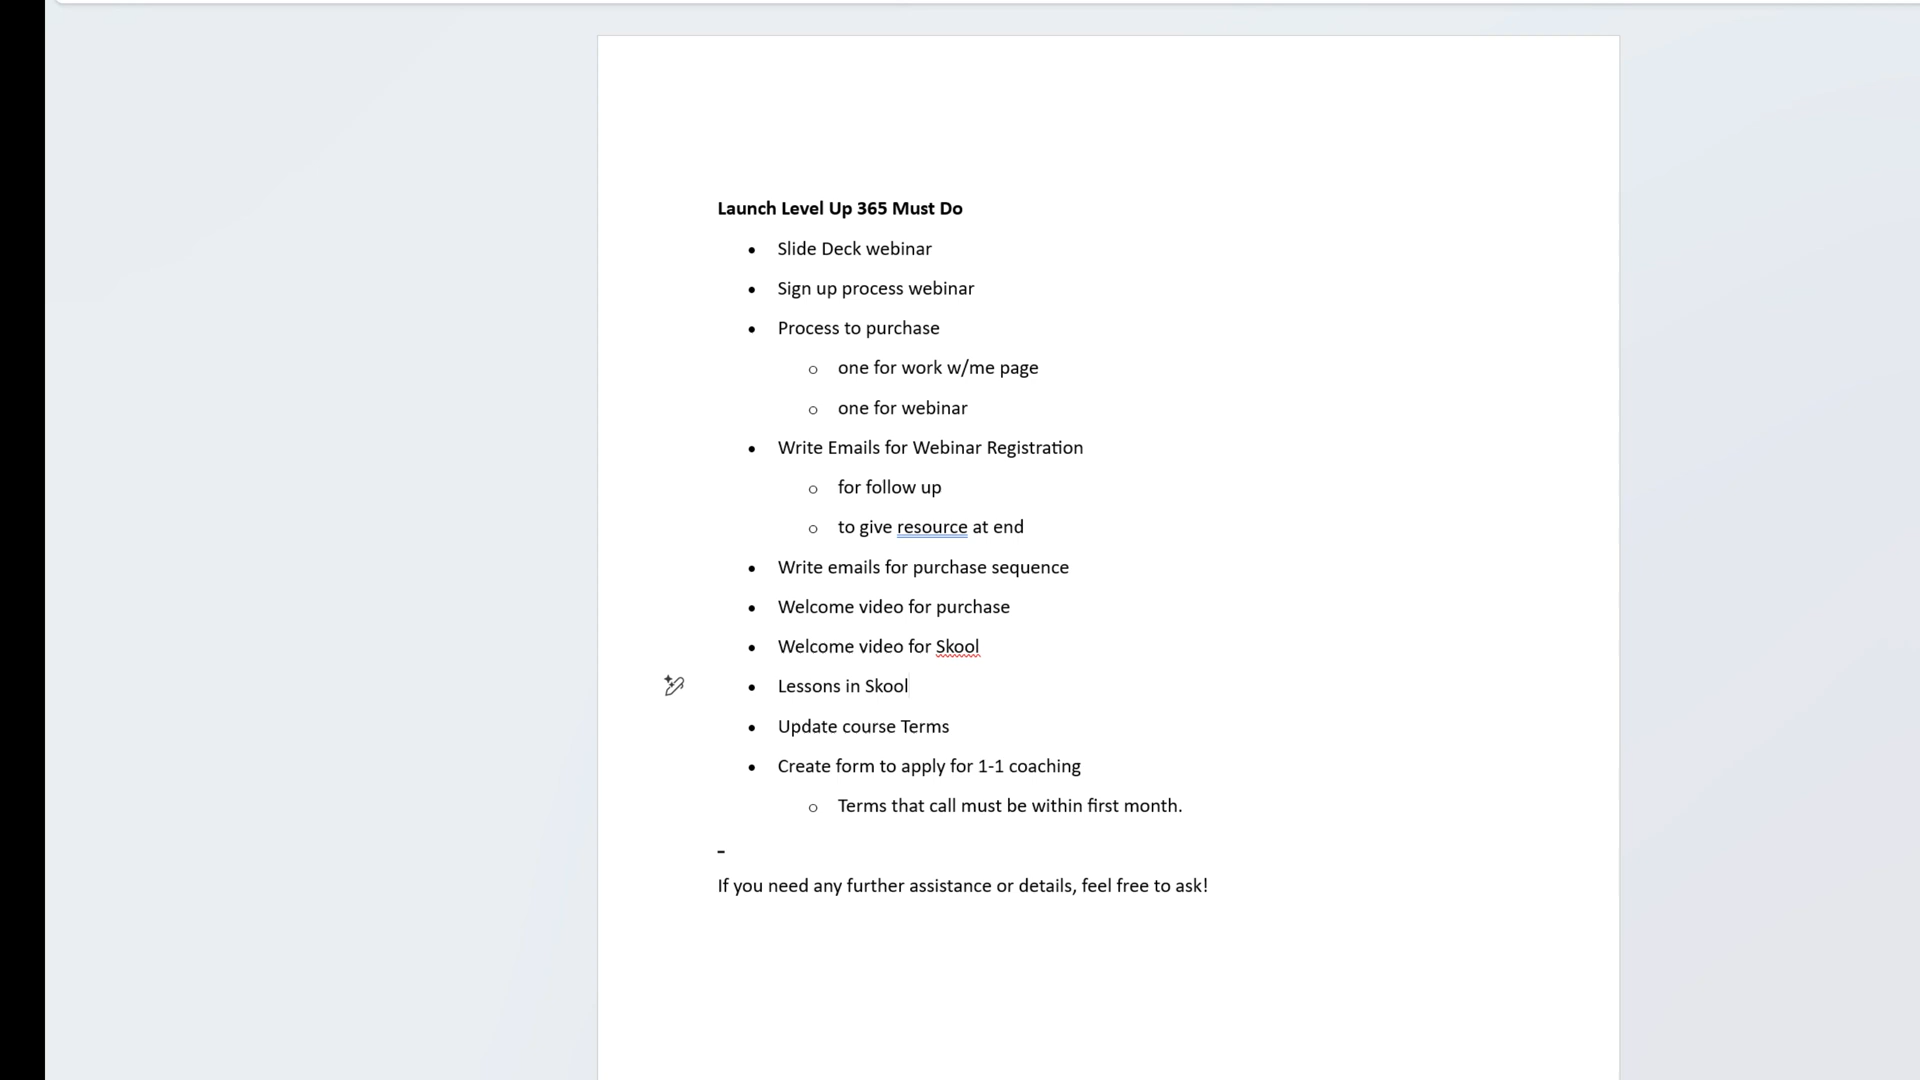 Launch Level Up 365 Must Do
• Slide Deck webinar
• Sign up process webinar
• Process to purchase
o one for work w/me page
o one for webinar
• Write Emails for Webinar Registration
o for follow up
o to give resource at end
• Write emails for purchase sequence
• Welcome video for purchase
• Welcome video for Skool
• Lessons in Skool
• Update course Terms
• Create form to apply for 1-1 coaching
o Terms that call must be within first month.
-
If you need any further assistance or details, feel free to ask!